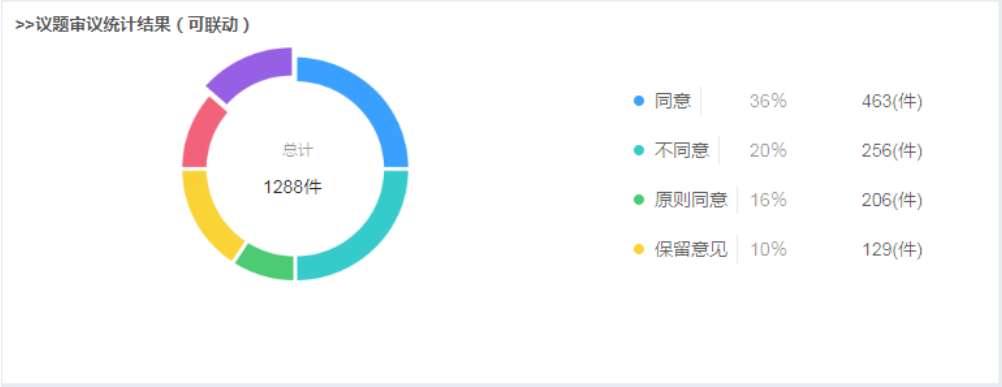 >>议题审议统计结果（可联动）
总计
1288件
同意 36% 463(件)
不同意 20% 256(件)
原则同意 16% 206(件)
保留意见 10% 129(件)